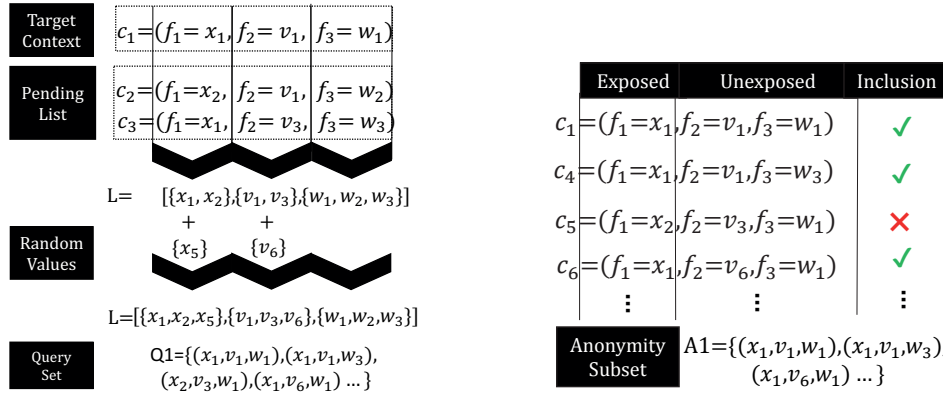 Target
Context
c₁=(f₁= x₁, f₂= v₁, f₃= w₁)
Pending
List
c₂=(f₁=x₂, f₂= v₁, f₃= w₂)
c₃=(f₁=x₁, f₂= v₃, f₃= w₃)
L= [{x₁, x₂},{v₁, v₃},{w₁, w₂, w₃}]
+ +
Random
Values
{x₅} {v₆}
L=[{x₁,x₂,x₅},{v₁,v₃,v₆},{w₁,w₂,w₃}]
Query
Set
Q1={(x₁,v₁,w₁),(x₁,v₁,w₃),
(x₂,v₃,w₁),(x₁,v₆,w₁) ... }
Exposed Unexposed Inclusion
c₁=(f₁=x₁,f₂=v₁,f₃=w₁) ✓
c₄=(f₁=x₁,f₂=v₁,f₃=w₃) ✓
c₅=(f₁=x₂,f₂=v₃,f₃=w₁) ✕
c₆=(f₁=x₁,f₂=v₆,f₃=w₁) ✓
⋮ ⋮ ⋮
Anonymity
Subset
A1={(x₁,v₁,w₁),(x₁,v₁,w₃)
(x₁,v₆,w₁) ... }